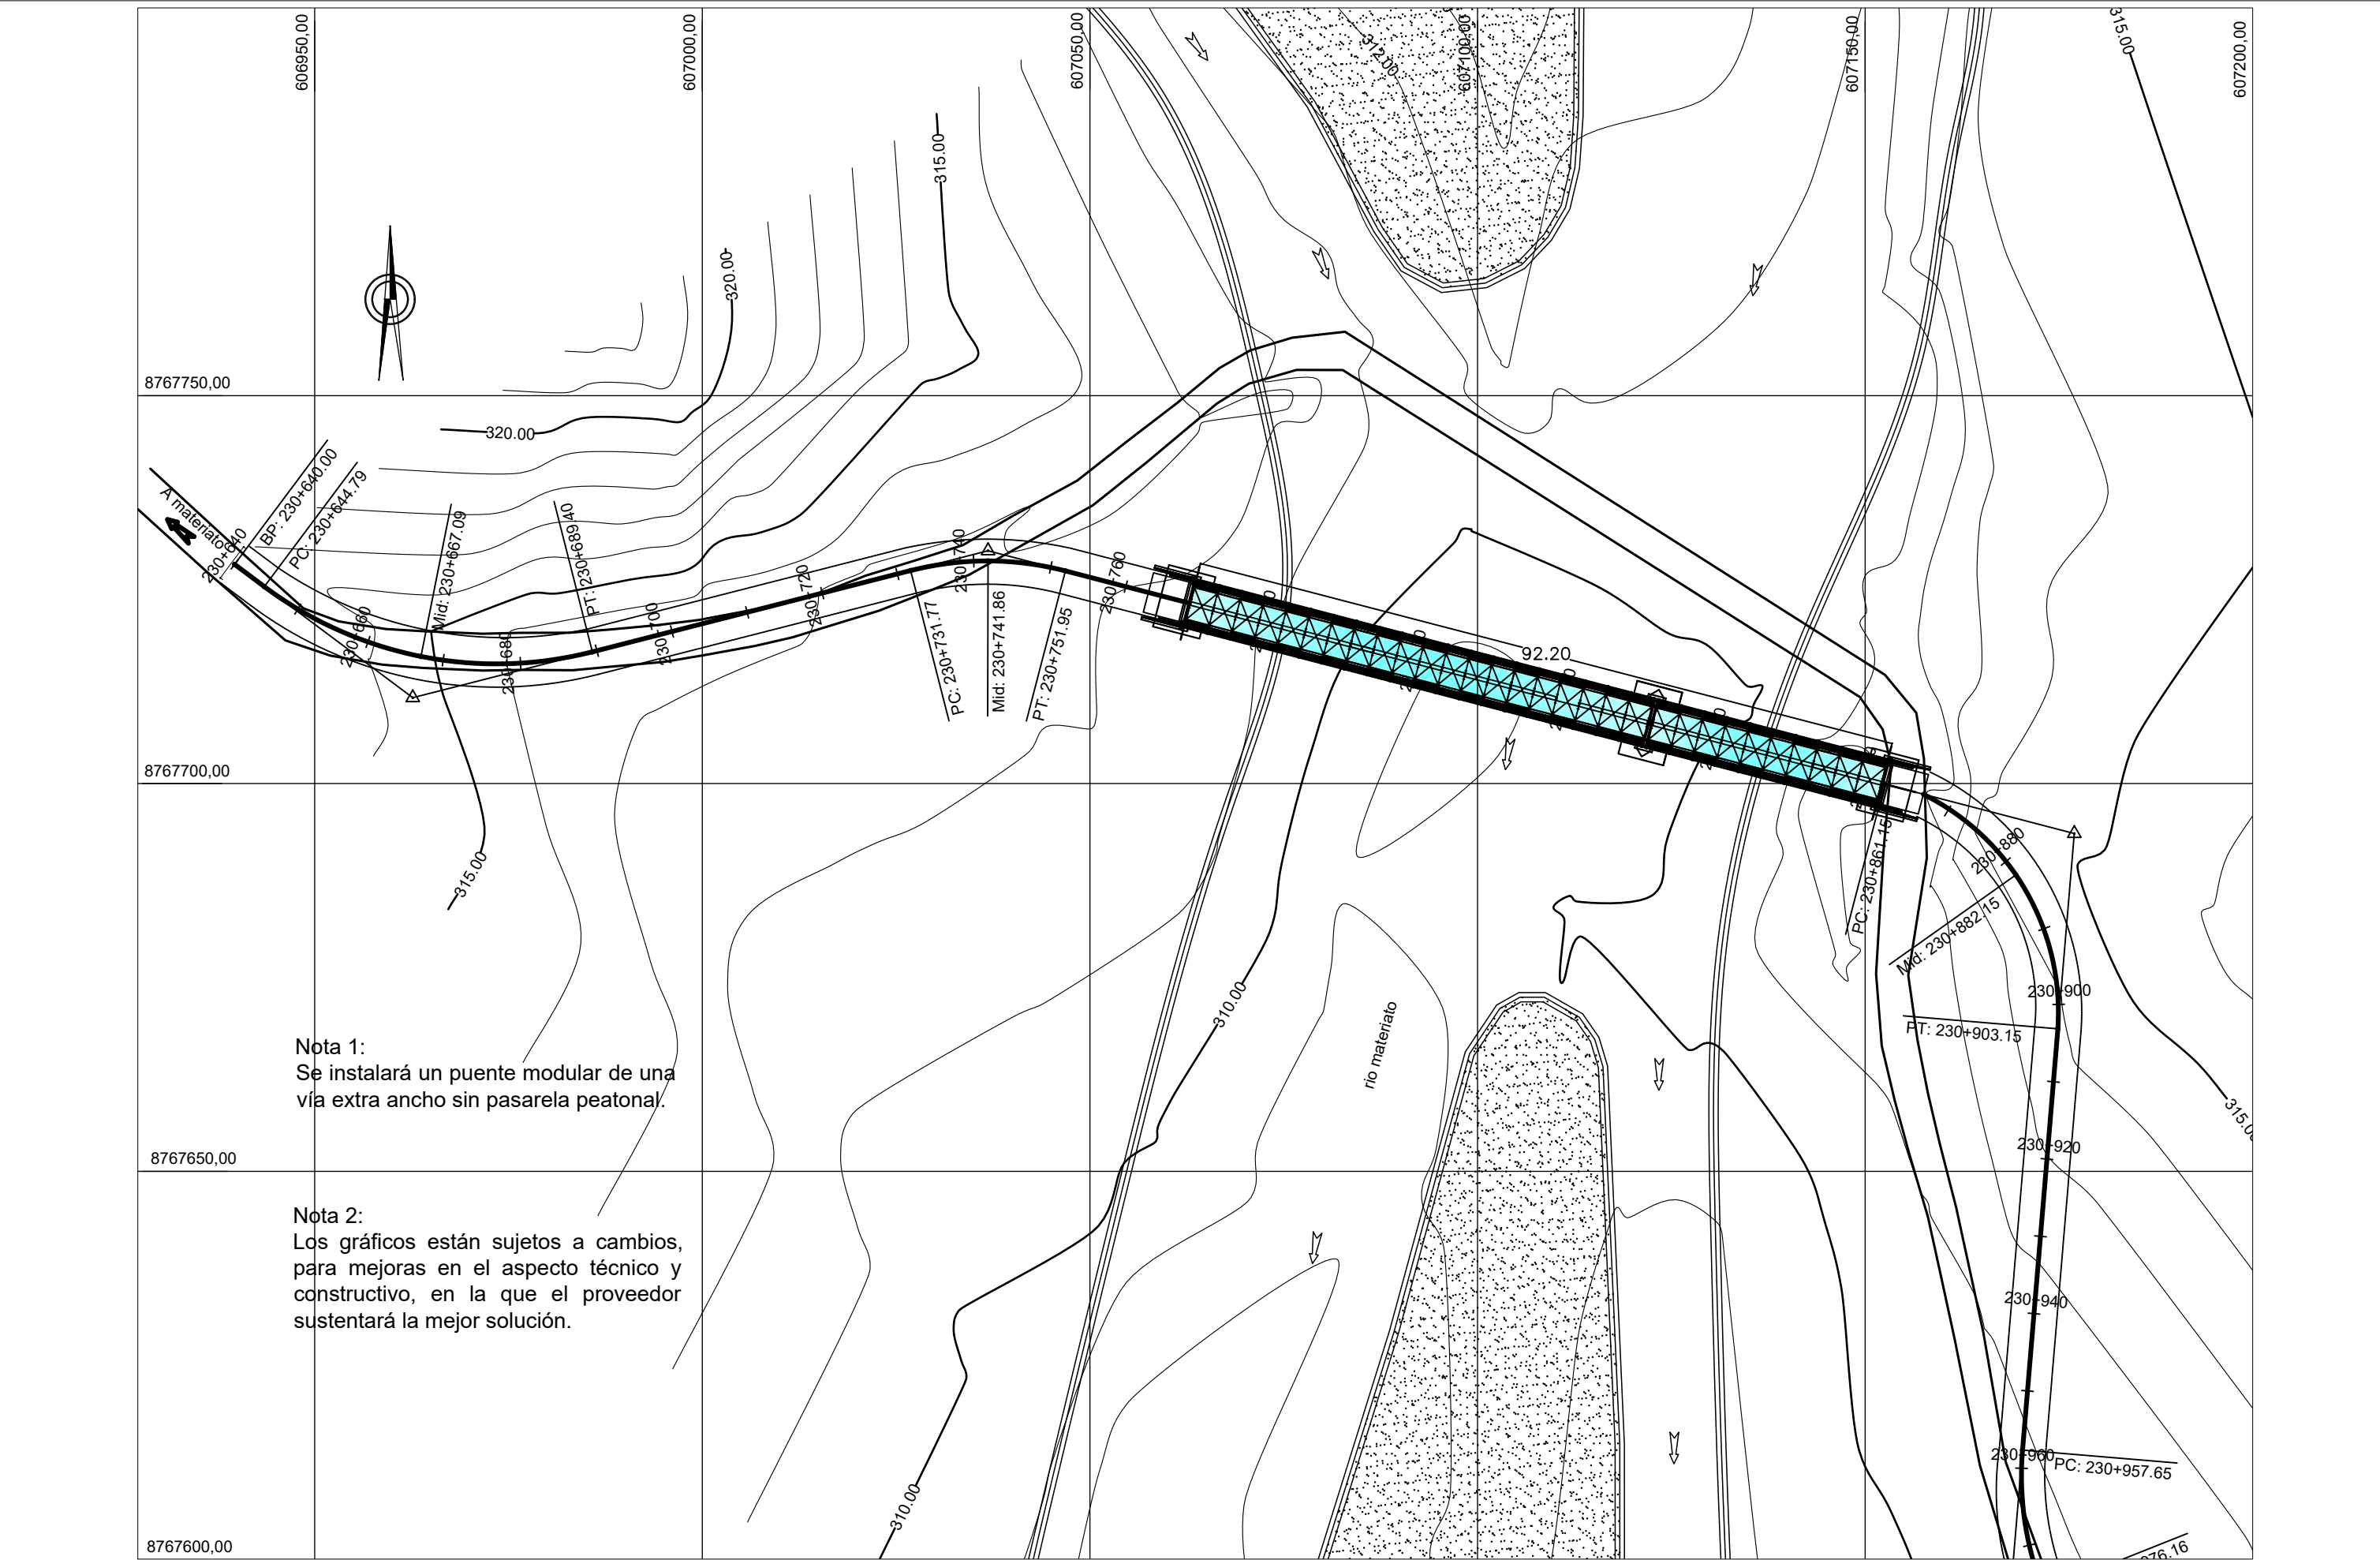 606950,00
607000,00
607050,00
607100,00
607150,00
607200,00
312.00
315.00
315.00
320.00
8767750,00
320.00
A materiato
230+640
BP: 230+640.00
PC: 230+644.79
230+660
Mid: 230+667.09
230+680
PT: 230+689.40
230+700
230+720
PC: 230+731.77
230+740
Mid: 230+741.86
PT: 230+751.95
230+760
92.20
8767700,00
315.00
PC: 230+861.15
230+880
Mid: 230+882.15
230+900
PT: 230+903.15
310.00
rio materiato
Nota 1:
Se instalará un puente modular de una
vía extra ancho sin pasarela peatonal.
230+920
315.00
8767650,00
Nota 2:
Los gráficos están sujetos a cambios,
para mejoras en el aspecto técnico y
constructivo, en la que el proveedor
sustentará la mejor solución.
230+940
230+960
PC: 230+957.65
310.00
8767600,00
976.16